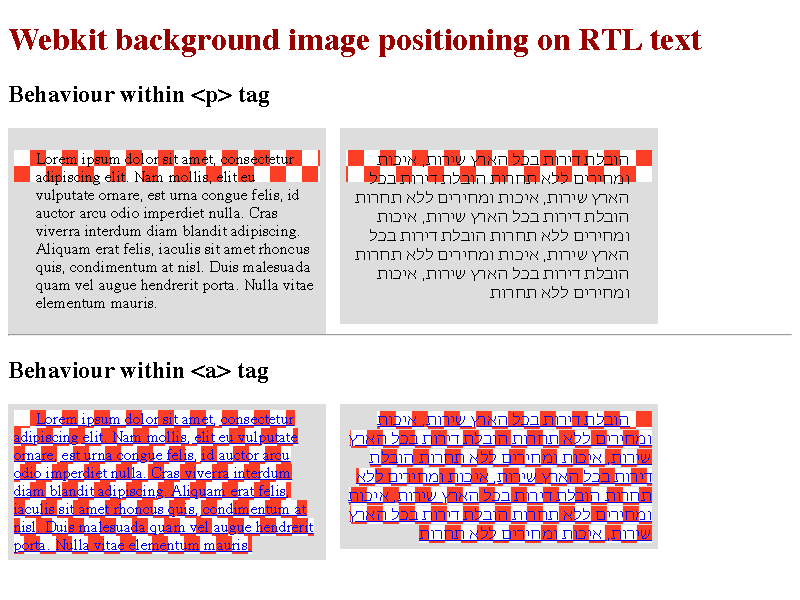 Webkit background image positioning on RTL text
Behaviour within <p> tag
Lorem ipsum dolor sit amet, consectetur
adipiscing elit. Nam mollis, elit eu
vulputate ornare, est urna congue felis, id
auctor arcu odio imperdiet nulla. Cras
viverra interdum diam blandit adipiscing.
Aliquam erat felis, iaculis sit amet rhoncus
quis, condimentum at nisl. Duis malesuada
quam vel augue hendrerit porta. Nulla vitae
elementum mauris.
הובלת דירות בכל הארץ שירות, איכות
ומחירים ללא תחרות הובלת דירות בכל
הארץ שירות, איכות ומחירים ללא תחרות
הובלת דירות בכל הארץ שירות, איכות
ומחירים ללא תחרות הובלת דירות בכל
הארץ שירות, איכות ומחירים ללא תחרות
הובלת דירות בכל הארץ שירות, איכות
ומחירים ללא תחרות
Behaviour within <a> tag
Lorem ipsum dolor sit amet, consectetur
adipiscing elit. Nam mollis, elit eu vulputate
ornare, est urna congue felis, id auctor arcu
odio imperdiet nulla. Cras viverra interdum
diam blandit adipiscing. Aliquam erat felis,
iaculis sit amet rhoncus quis, condimentum at
nisl. Duis malesuada quam vel augue hendrerit
porta. Nulla vitae elementum mauris.
הובלת דירות בכל הארץ שירות, איכות
ומחירים ללא תחרות הובלת דירות בכל הארץ
שירות, איכות ומחירים ללא תחרות הובלת
דירות בכל הארץ שירות, איכות ומחירים ללא
תחרות הובלת דירות בכל הארץ שירות, איכות
ומחירים ללא תחרות הובלת דירות בכל הארץ
שירות, איכות ומחירים ללא תחרות